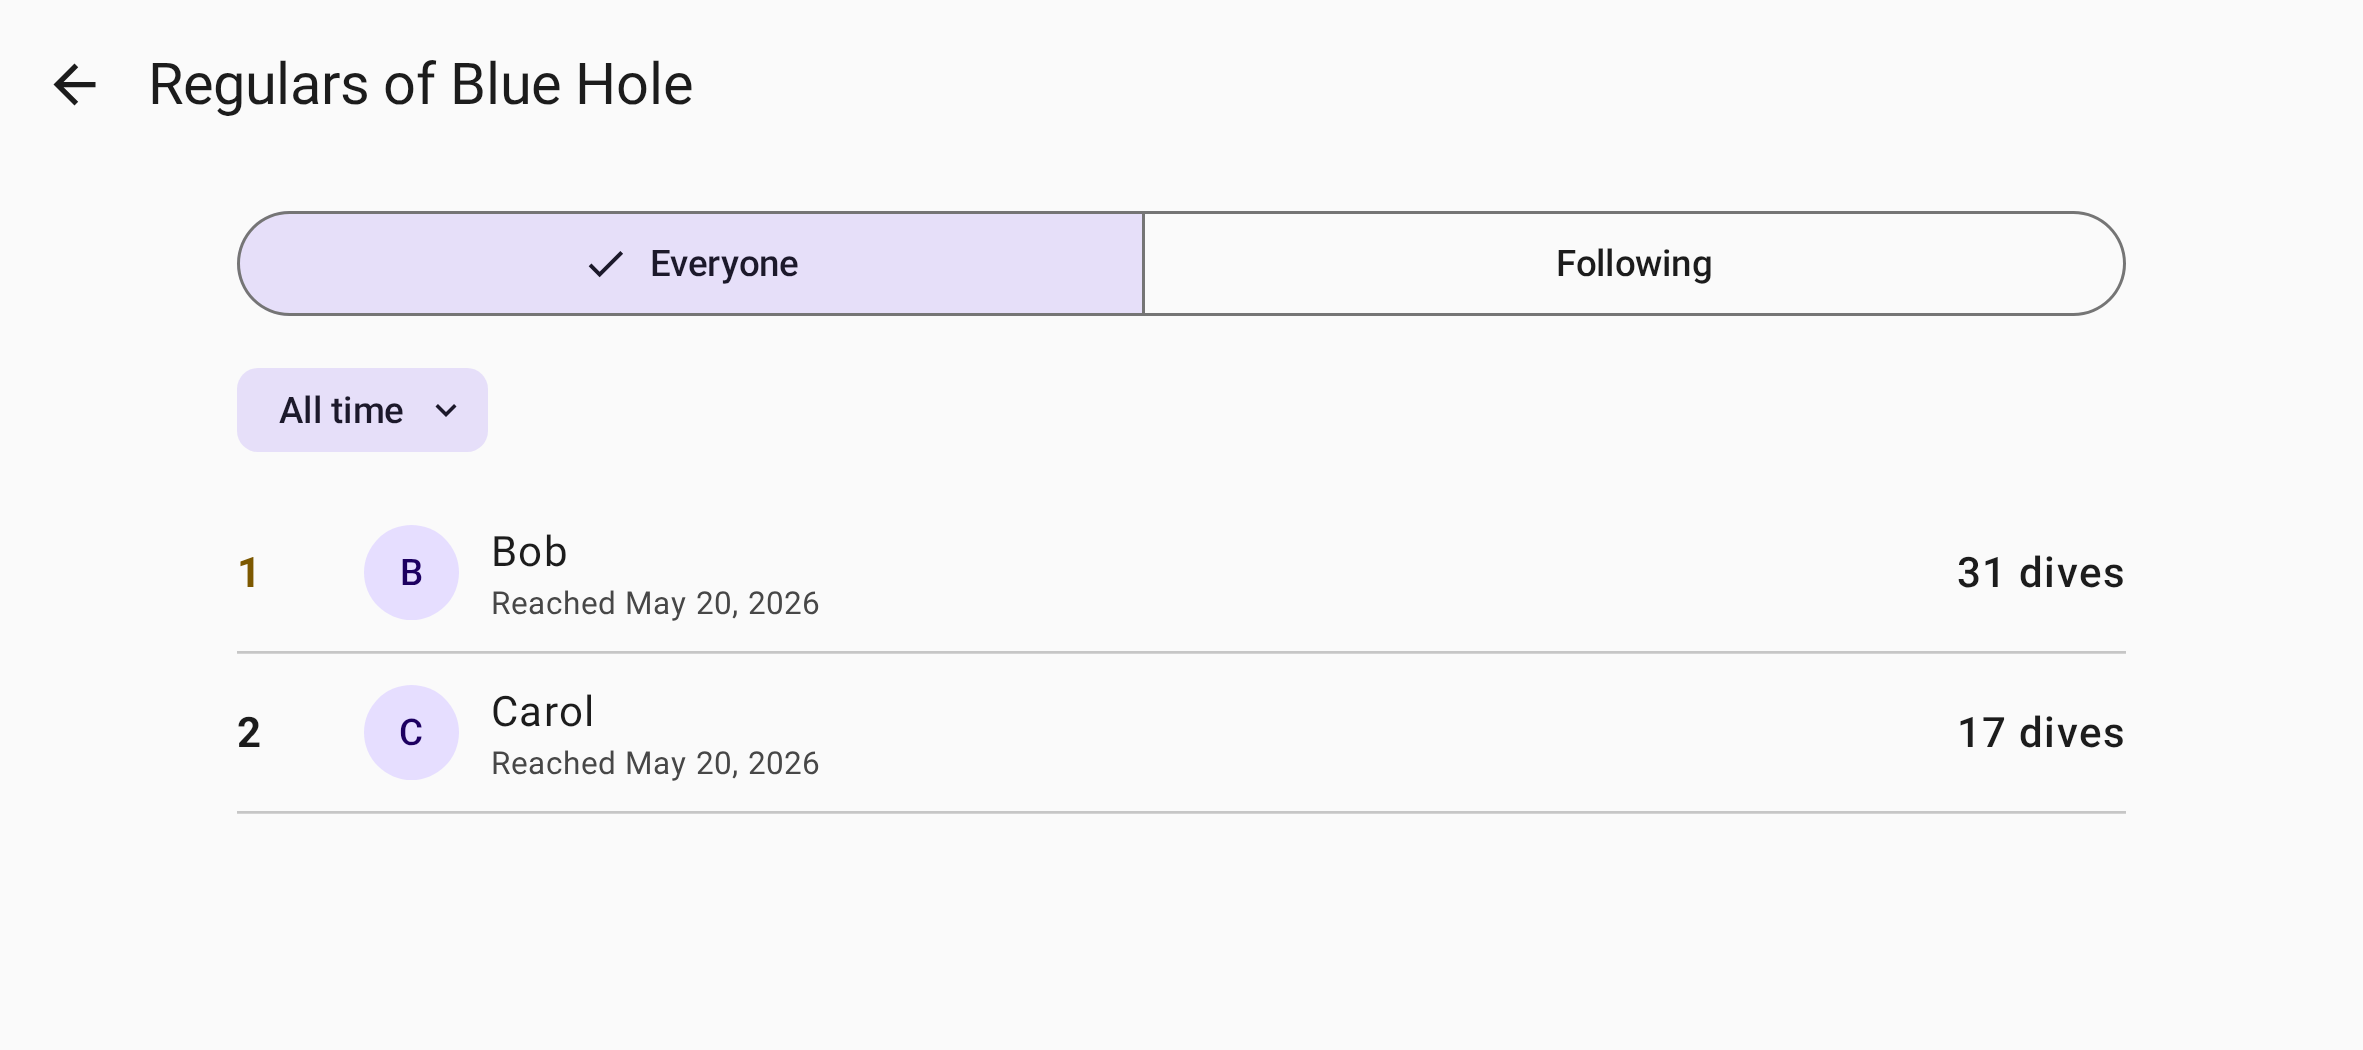 Regulars of Blue Hole
Everyone
Following
All time
1
B
Bob
Reached May 20, 2026
31 dives
2
C
Carol
Reached May 20, 2026
17 dives